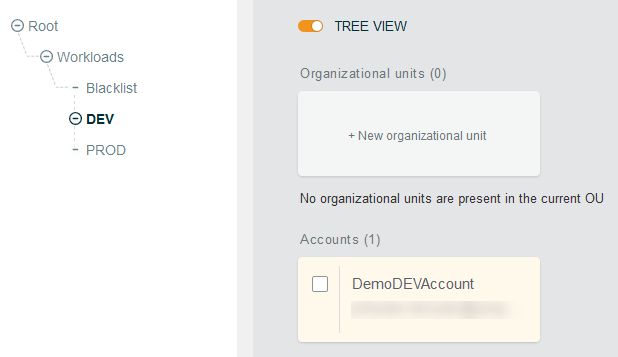 Root
Workloads
Blacklist
DEV
PROD
TREE VIEW
Organizational units (0)
+ New organizational unit
No organizational units are present in the current OU
Accounts (1)
DemoDEVAccount